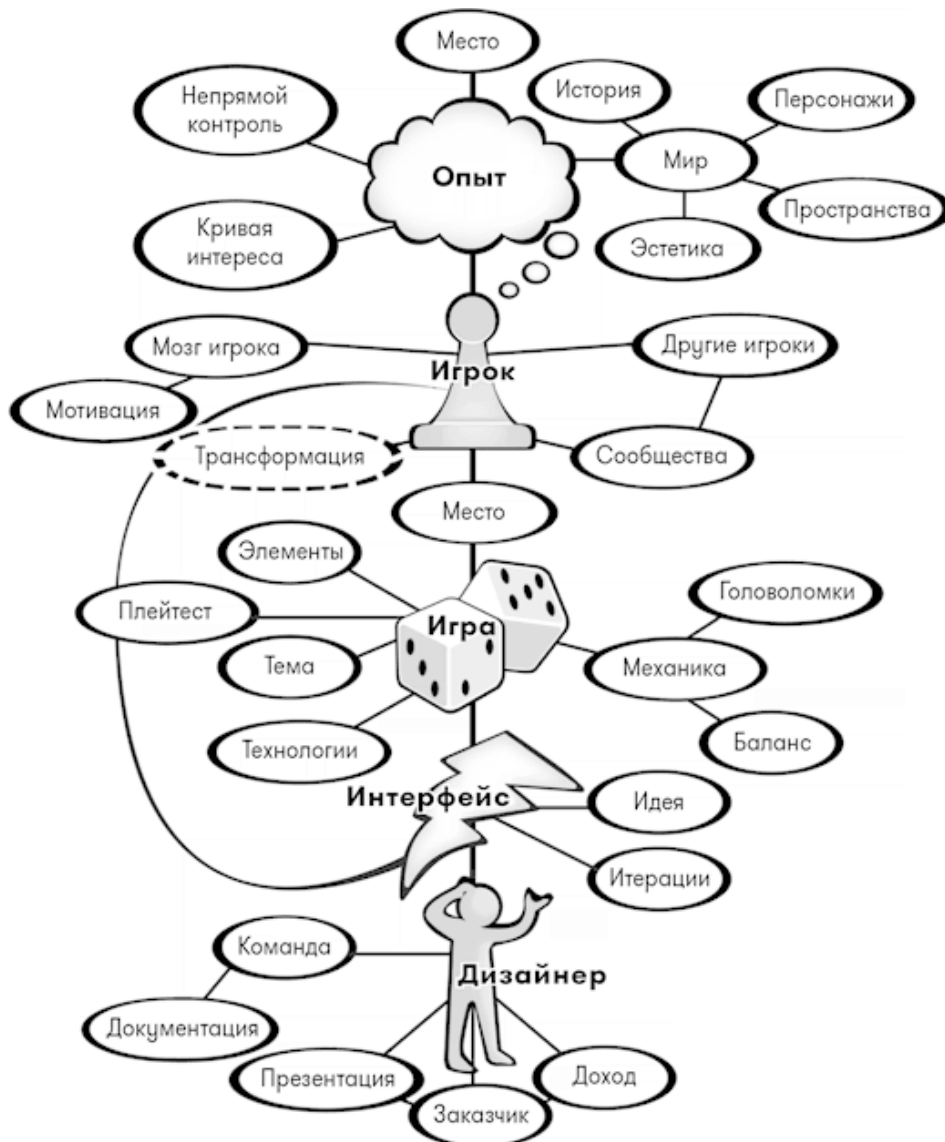 Место
История
Персонажи
Непрямой
контроль
Мир
Опыт
Пространства
Кривая
интереса
Эстетика
Мозг игрока
Другие игроки
Игрок
Мотивация
Трансформация
Сообщества
Место
Элементы
Головоломки
Плейтест
Игра
Тема
Механика
Технологии
Баланс
Интерфейс
Идея
Итерации
Команда
Дизайнер
Документация
Презентация
Доход
Заказчик